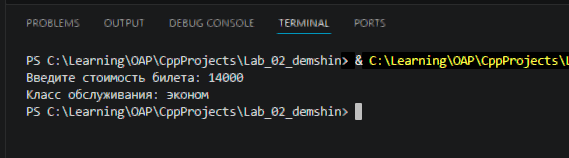 PROBLEMS OUTPUT DEBUG CONSOLE TERMINAL PORTS
PS C:\Learning\OAP\CppProjects\Lab_02_demshin> & C:\Learning\OAP\CppProjects\
Введите стоимость билета: 14000
Класс обслуживания: эконом
PS C:\Learning\OAP\CppProjects\Lab_02_demshin>